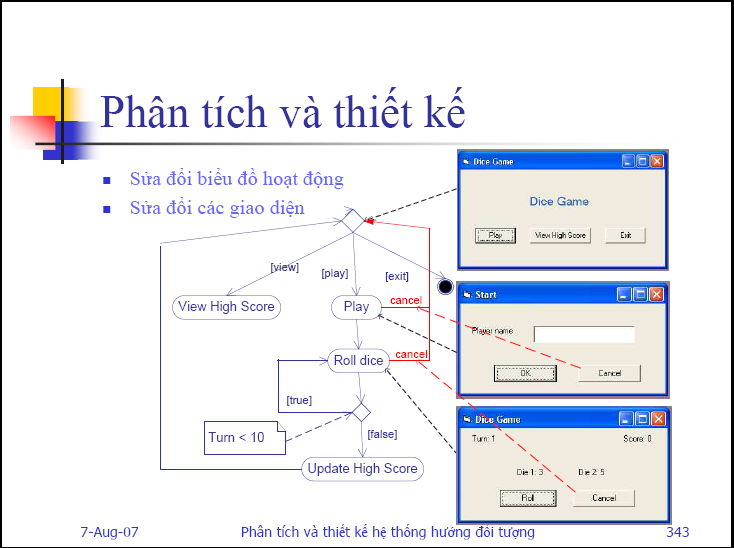 Phân tích và thiết kế
Sửa đổi biểu đồ hoạt động
Sửa đổi các giao diện
Dice Game
Dice Game
Play
View High Score
Exit
[view]
[play]
[exit]
View High Score
Play
cancel
Start
Player name
OK
Cancel
Roll dice
cancel
[true]
Turn < 10
[false]
Update High Score
Dice Game
Turn: 1
Score: 0
Die 1: 3
Die 2: 5
Roll
Cancel
7-Aug-07
Phân tích và thiết kế hệ thống hướng đối tượng
343